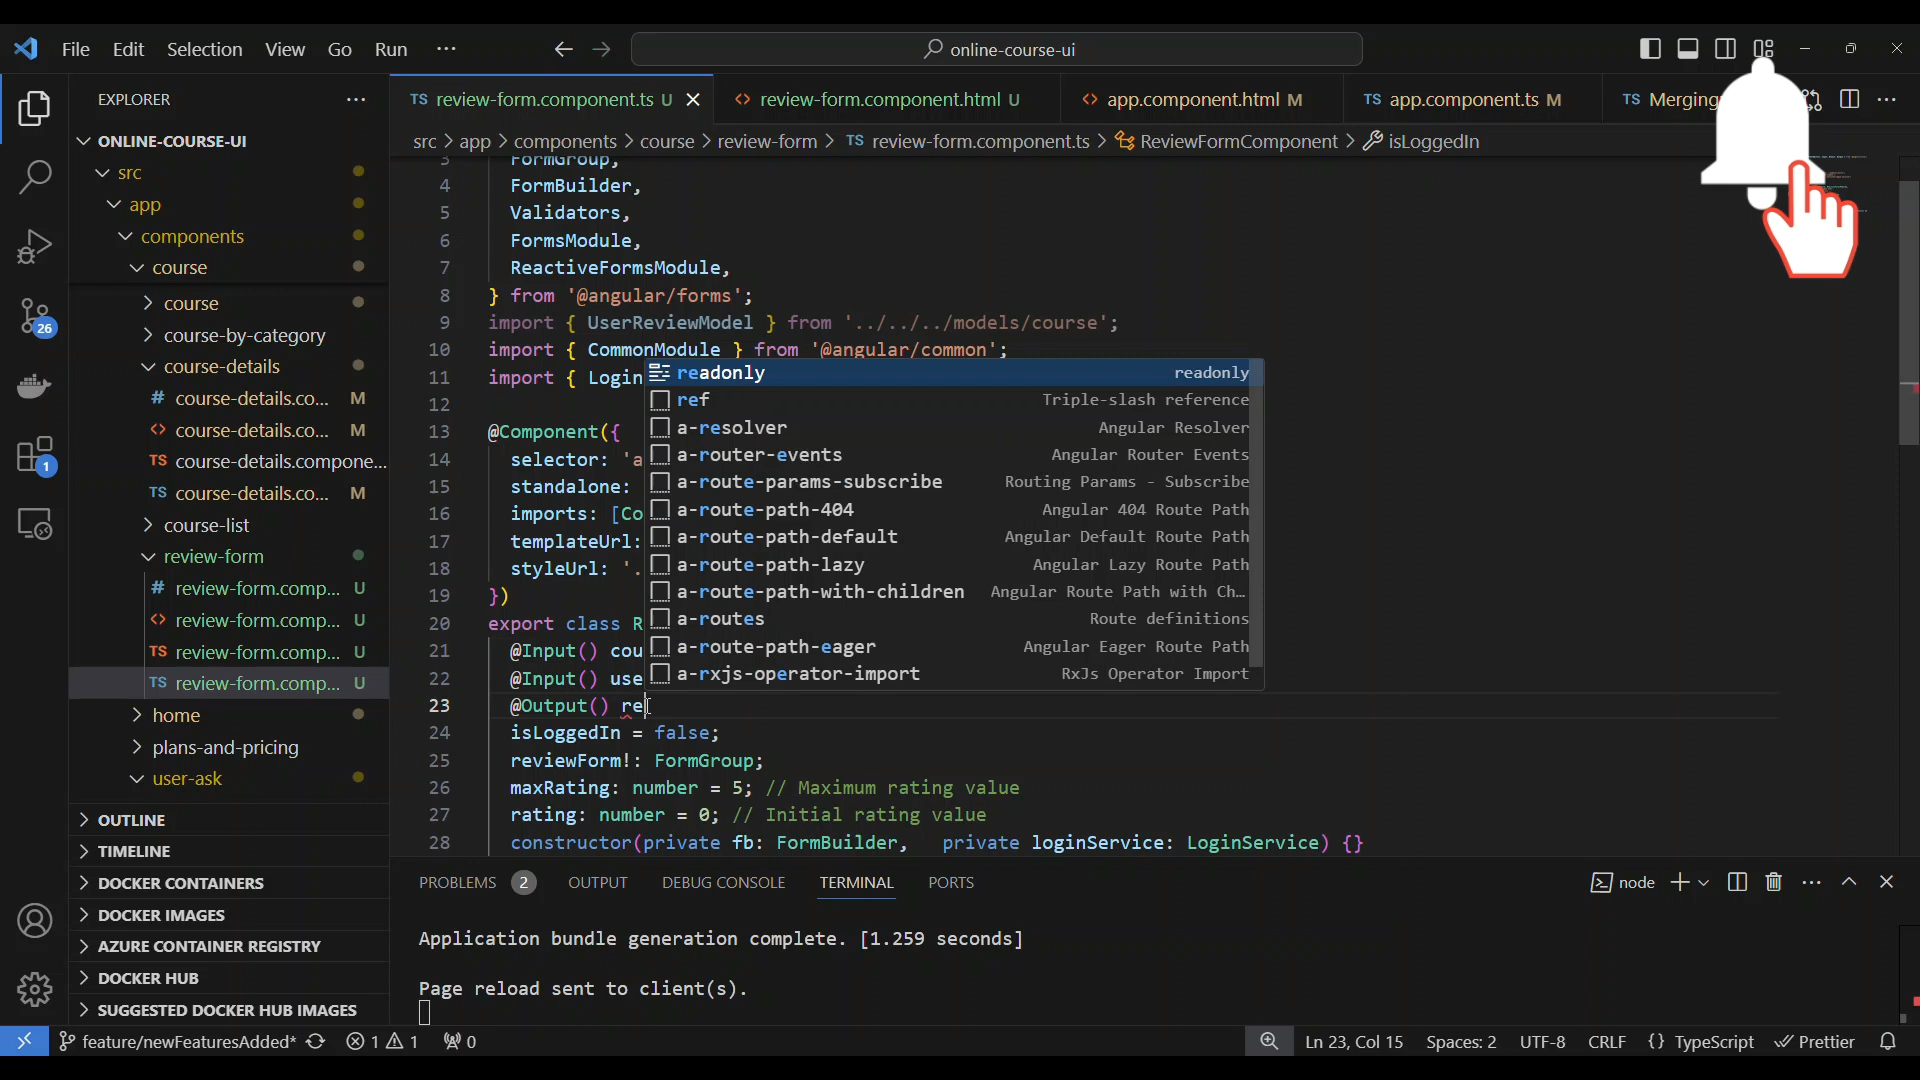 File Edit Selection View Go Run ···
online-course-ui
EXPLORER
ONLINE-COURSE-UI
src
app
components
course
course
course-by-category
course-details
# course-details.co... M
<> course-details.co... M
TS course-details.compone...
TS course-details.co... M
course-list
review-form
# review-form.comp... U
<> review-form.comp... U
TS review-form.comp... U
TS review-form.comp... U
home
plans-and-pricing
user-ask
OUTLINE
TIMELINE
DOCKER CONTAINERS
DOCKER IMAGES
AZURE CONTAINER REGISTRY
DOCKER HUB
SUGGESTED DOCKER HUB IMAGES
26
1
TS review-form.component.ts U
<> review-form.component.html U
<> app.component.html M
TS app.component.ts M
TS Merging
src > app > components > course > review-form > TS review-form.component.ts > ReviewFormComponent > isLoggedIn
3 FormGroup,
4 FormBuilder,
5 Validators,
6 FormsModule,
7 ReactiveFormsModule,
8 } from '@angular/forms';
9 import { UserReviewModel } from '../../../models/course';
10 import { CommonModule } from '@angular/common';
11 import { Login
12
13 @Component({
14 selector: 'a
15 standalone:
16 imports: [Co
17 templateUrl:
18 styleUrl: '.
19 })
20 export class R
21 @Input() cou
22 @Input() use
23 @Output() re
24 isLoggedIn = false;
25 reviewForm!: FormGroup;
26 maxRating: number = 5; // Maximum rating value
27 rating: number = 0; // Initial rating value
28 constructor(private fb: FormBuilder, private loginService: LoginService) {}
readonly readonly
ref Triple-slash reference
a-resolver Angular Resolver
a-router-events Angular Router Events
a-route-params-subscribe Routing Params - Subscribe
a-route-path-404 Angular 404 Route Path
a-route-path-default Angular Default Route Path
a-route-path-lazy Angular Lazy Route Path
a-route-path-with-children Angular Route Path with Ch…
a-routes Route definitions
a-route-path-eager Angular Eager Route Path
a-rxjs-operator-import RxJs Operator Import
PROBLEMS 2 OUTPUT DEBUG CONSOLE TERMINAL PORTS
node
Application bundle generation complete. [1.259 seconds]
Page reload sent to client(s).
feature/newFeaturesAdded* 1 1 0
Ln 23, Col 15 Spaces: 2 UTF-8 CRLF {} TypeScript Prettier